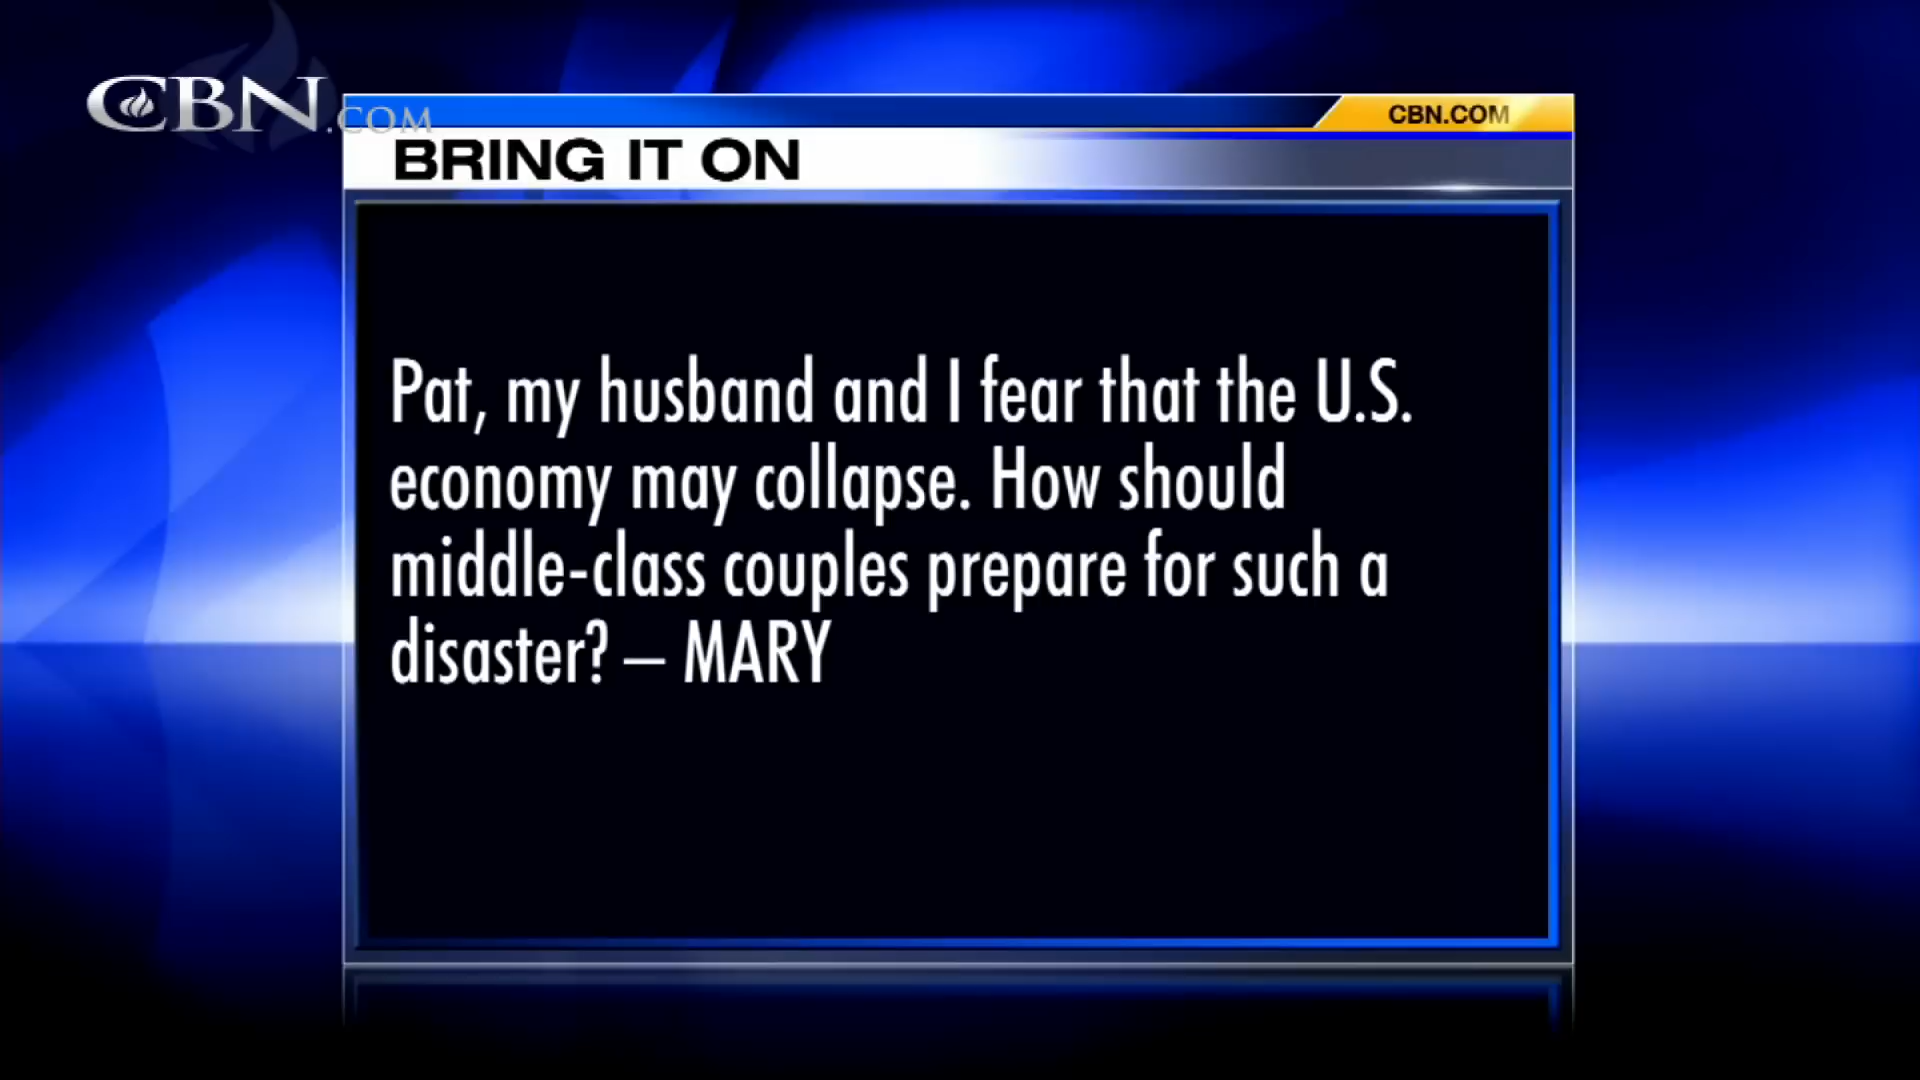 CBN.COM
CBN.COM
BRING IT ON
Pat, my husband and I fear that the U.S.
economy may collapse. How should
middle-class couples prepare for such a
disaster? – MARY